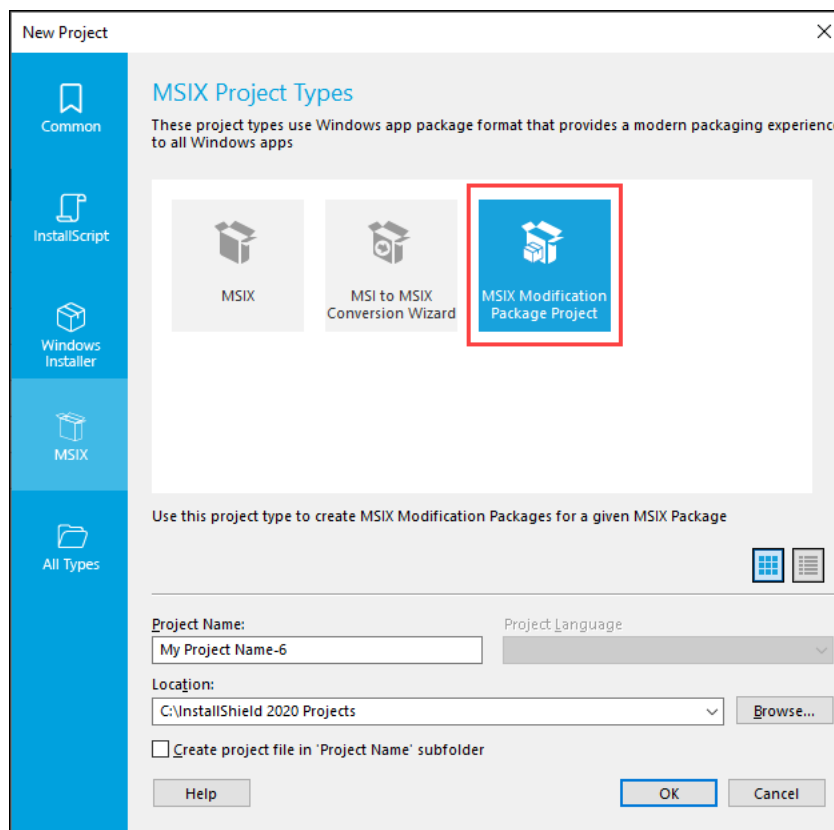 New Project
Common
InstallScript
Windows
Installer
MSIX
All Types
MSIX Project Types
These project types use Windows app package format that provides a modern packaging experience
to all Windows apps
MSIX
MSI to MSIX
Conversion Wizard
MSIX Modification
Package Project
Use this project type to create MSIX Modification Packages for a given MSIX Package
Project Name:
Project Language
My Project Name-6
Location:
C:\InstallShield 2020 Projects
Browse...
Create project file in 'Project Name' subfolder
Help
OK
Cancel